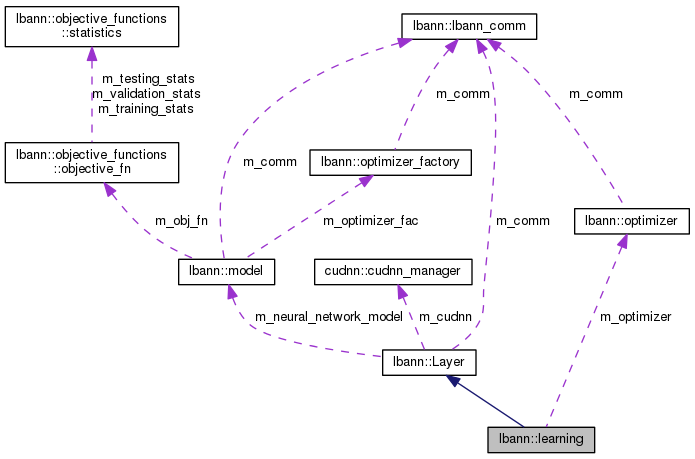 lbann::objective_functions
::statistics
lbann::lbann_comm
m_testing_stats
m_validation_stats
m_training_stats
m_comm
m_comm
lbann::objective_functions
::objective_fn
m_comm
lbann::optimizer_factory
m_obj_fn
m_optimizer_fac
m_comm
lbann::optimizer
lbann::model
cudnn::cudnn_manager
m_neural_network_model
m_cudnn
m_optimizer
lbann::Layer
lbann::learning